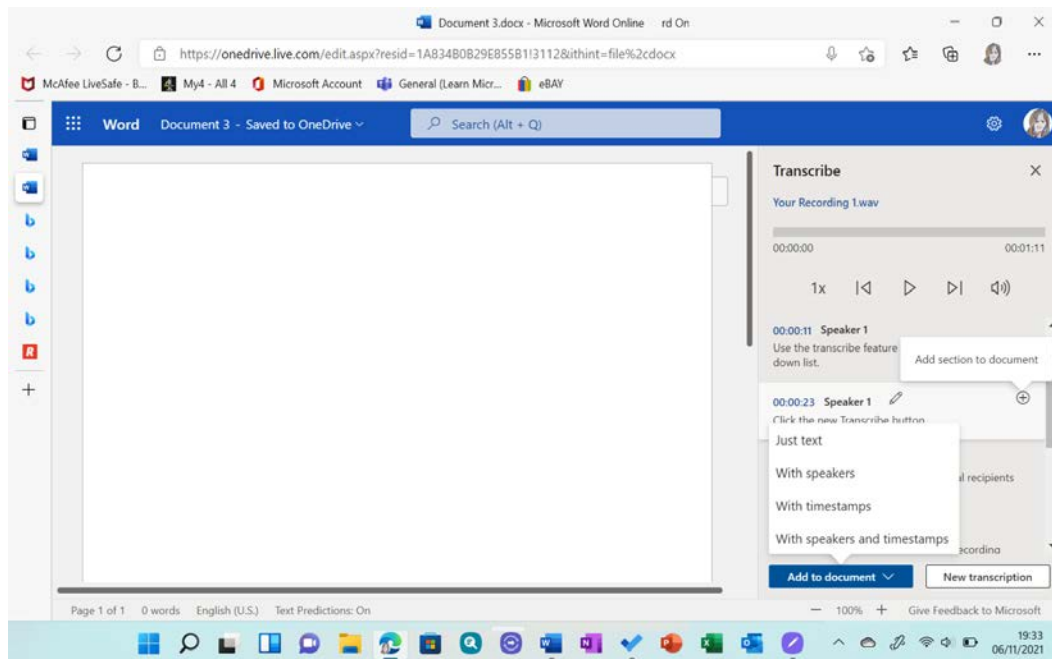 Document 3.docx - Microsoft Word Online rd On
https://onedrive.live.com/edit.aspx?resid=1A834B0B29E855B1!3112&ithint=file%2cdocx
McAfee LiveSafe - B... My4 - All 4 Microsoft Account General (Learn Micr... eBAY
Word Document 3 - Saved to OneDrive Search (Alt + Q)
Transcribe
Your Recording 1.wav
00:00:00 00:01:11
1x
00:00:11 Speaker 1
Use the transcribe feature
down list.
Add section to document
00:00:23 Speaker 1
Click the new Transcribe button
Just text
With speakers
al recipients
With timestamps
With speakers and timestamps
ecording
Add to document New transcription
Page 1 of 1 0 words English (U.S.) Text Predictions: On - 100% + Give Feedback to Microsoft
19:33
06/11/2021